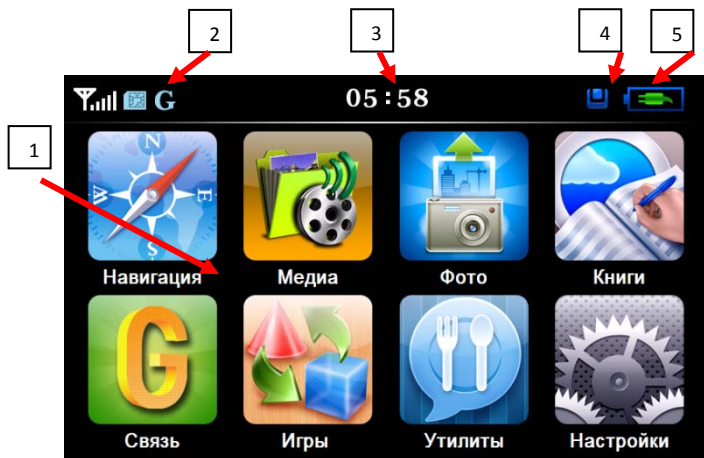 2 3 4 5
G 05:58
1
N
W E
S
Навигация Медиа Фото Книги
G
Связь Игры Утилиты Настройки